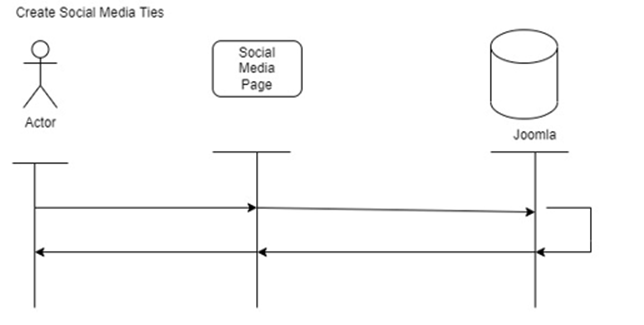 Create Social Media Ties
Social
Media
Page
Actor
Joomla